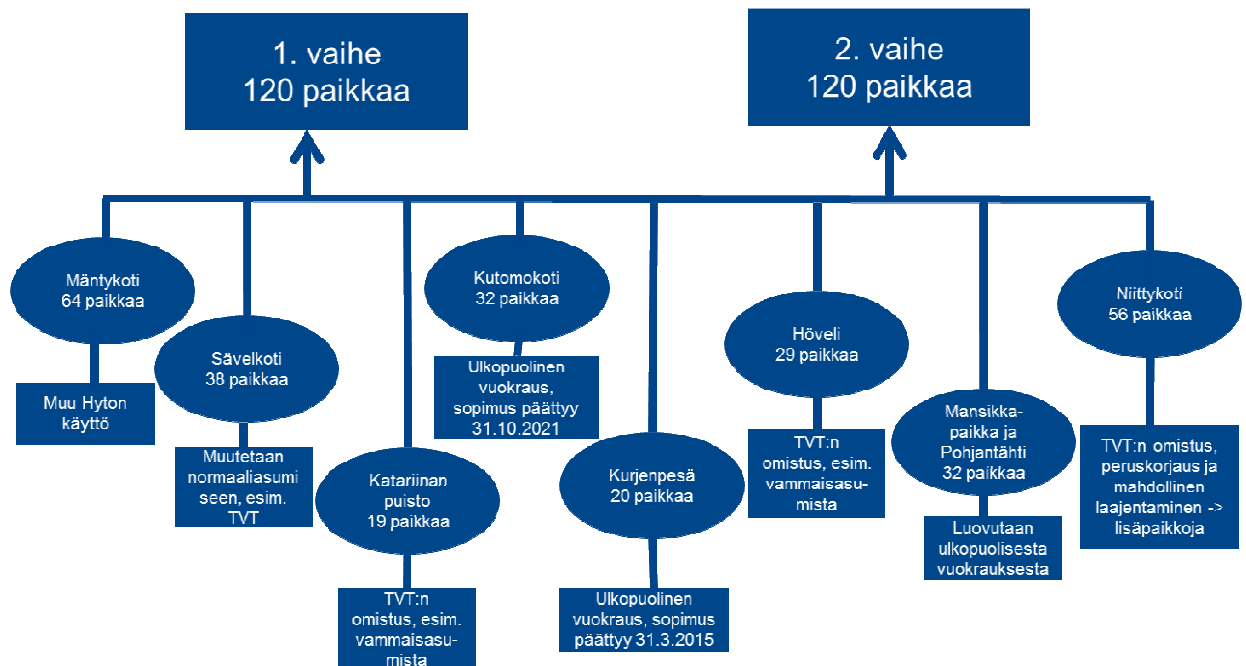 1. vaihe
120 paikkaa
2. vaihe
120 paikkaa
Mäntykoti
64 paikkaa
Muu Hyton
käyttö
Sävelkoti
38 paikkaa
Muutetaan
normaaliasumi
seen, esim.
TVT
Katariinan
puisto
19 paikkaa
TVT:n
omistus, esim.
vammaisasu-
mista
Kutomokoti
32 paikkaa
Ulkopuolinen
vuokraus,
sopimus päättyy
31.10.2021
Kurjenpesä
20 paikkaa
Ulkopuolinen
vuokraus, sopimus
päättyy 31.3.2015
Höveli
29 paikkaa
TVT:n
omistus, esim.
vammaisasu-
mista
Mansikka-
paikka ja
Pohjantähti
32 paikkaa
Luovutaan
ulkopuolisesta
vuokrauksesta
Niittykoti
56 paikkaa
TVT:n omistus,
peruskorjaus ja
mahdollinen
laajentaminen ->
lisäpaikkoja